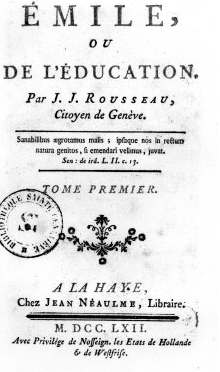 ÉMILE,
OU
DE L'ÉDUCATION.
Par J. J. ROUSSEAU,
Citoyen de Genève.
Sanabilibus ægrotamus malis; ipsaque nos in rectum
natura genitos, si emendari velimus, juvat.
Sen: de irâ. L. II. c. 13.
TOME PREMIER.
A LA HAYE,
Chez JEAN NÉAULME, Libraire.
M. DCC. LXII.
Avec Privilége de Nosseign. les Etats de Hollande
& de Westfrise.